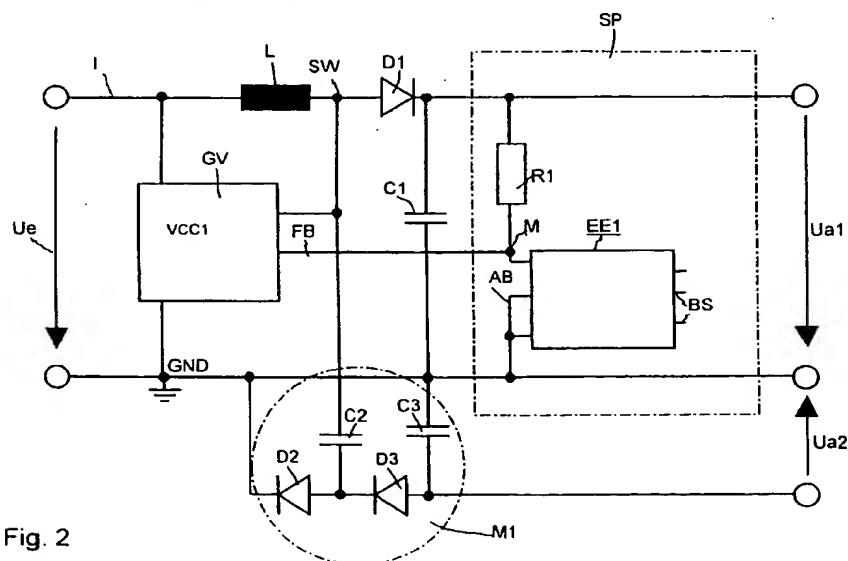 SP
I
L
SW
D1
GV
VCC1
Ue
FB
C1
R1
M
EE1
AB
BS
Ua1
GND
C2
C3
D2
D3
Ua2
M1
Fig. 2